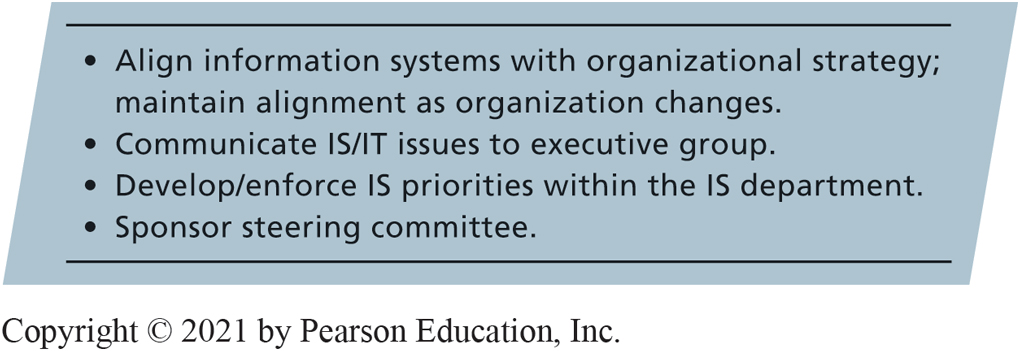 • Align information systems with organizational strategy;
maintain alignment as organization changes.
• Communicate IS/IT issues to executive group.
• Develop/enforce IS priorities within the IS department.
• Sponsor steering committee.
Copyright © 2021 by Pearson Education, Inc.